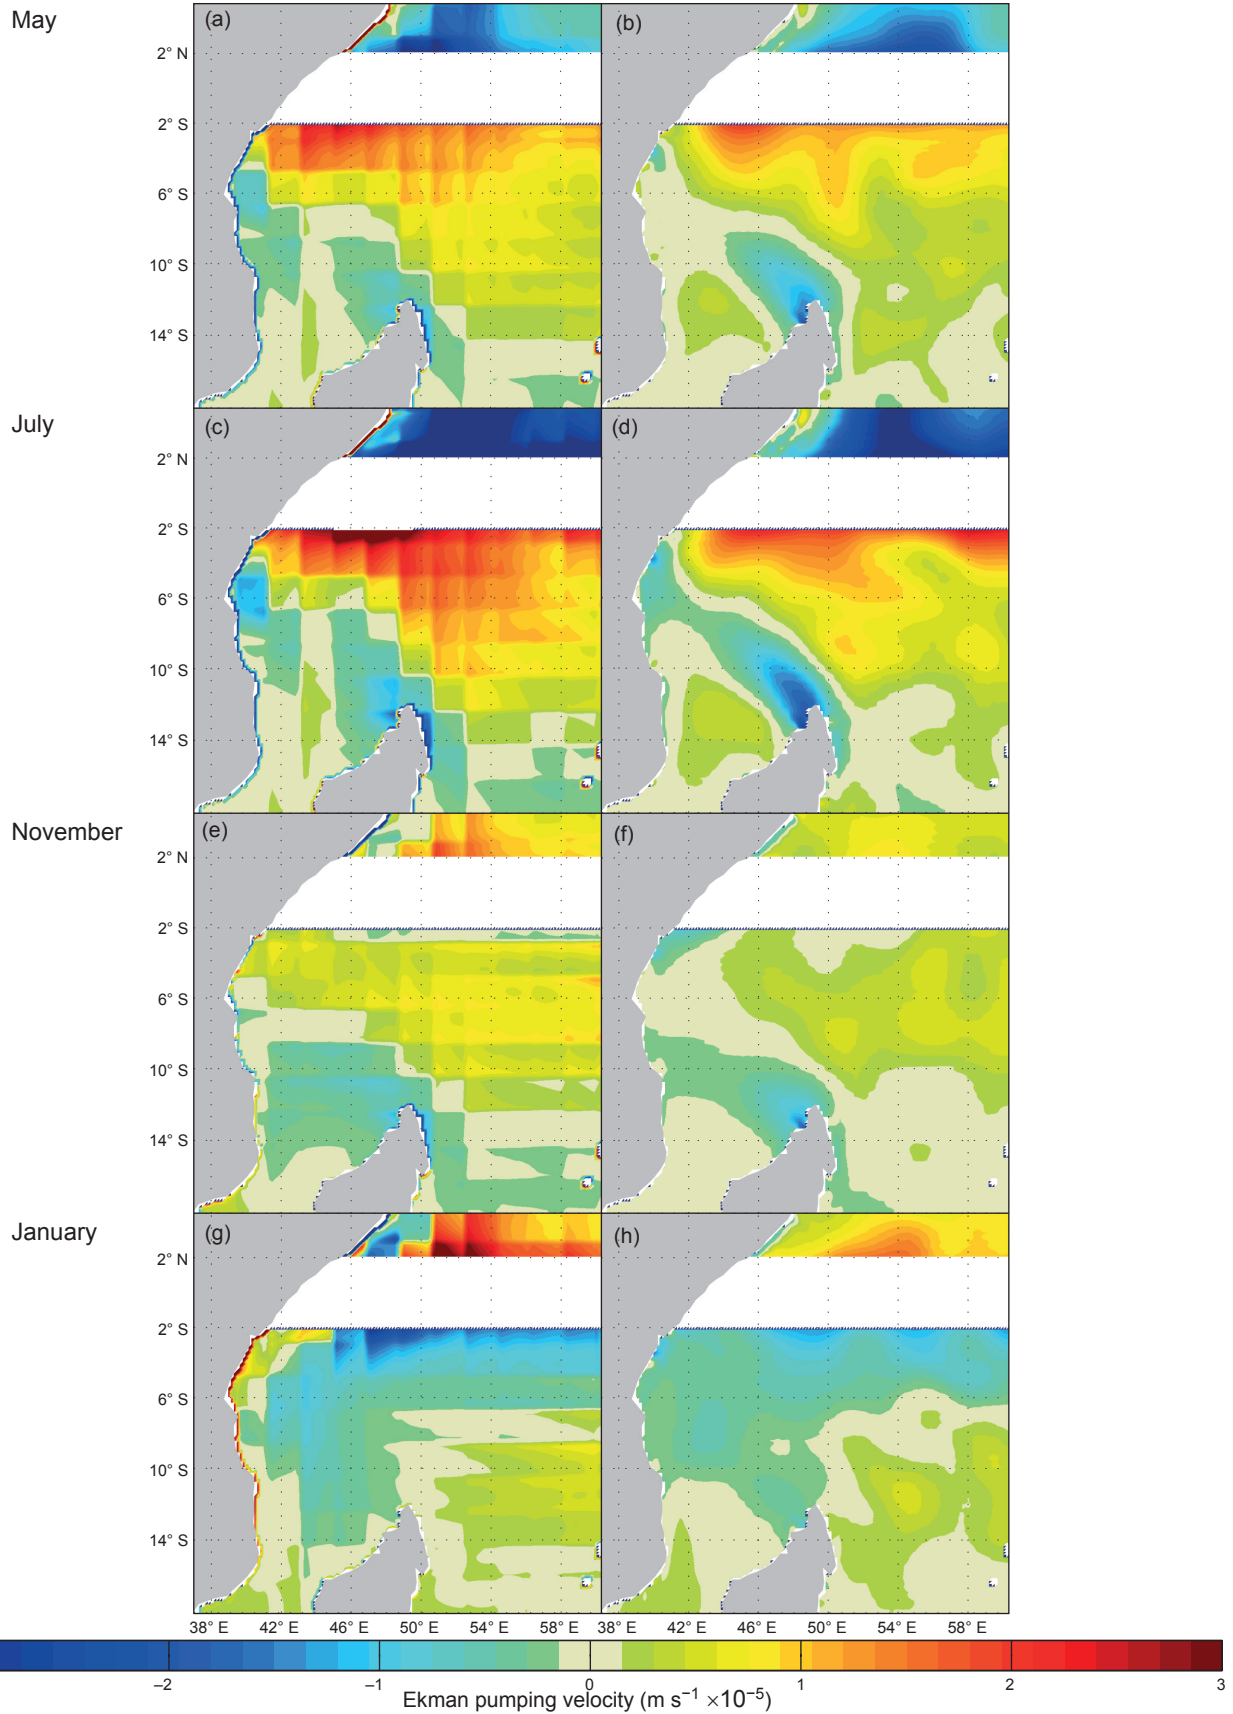 May
(a)
(b)
2° N
2° S
6° S
10° S
14° S
July
(c)
(d)
2° N
2° S
6° S
10° S
14° S
November
(e)
(f)
2° N
2° S
6° S
10° S
14° S
January
(g)
(h)
2° N
2° S
6° S
10° S
14° S
38° E 42° E 46° E 50° E 54° E 58° E 38° E 42° E 46° E 50° E 54° E 58° E
−2 −1 0 1 2 3
Ekman pumping velocity (m s⁻¹ ×10⁻⁵)